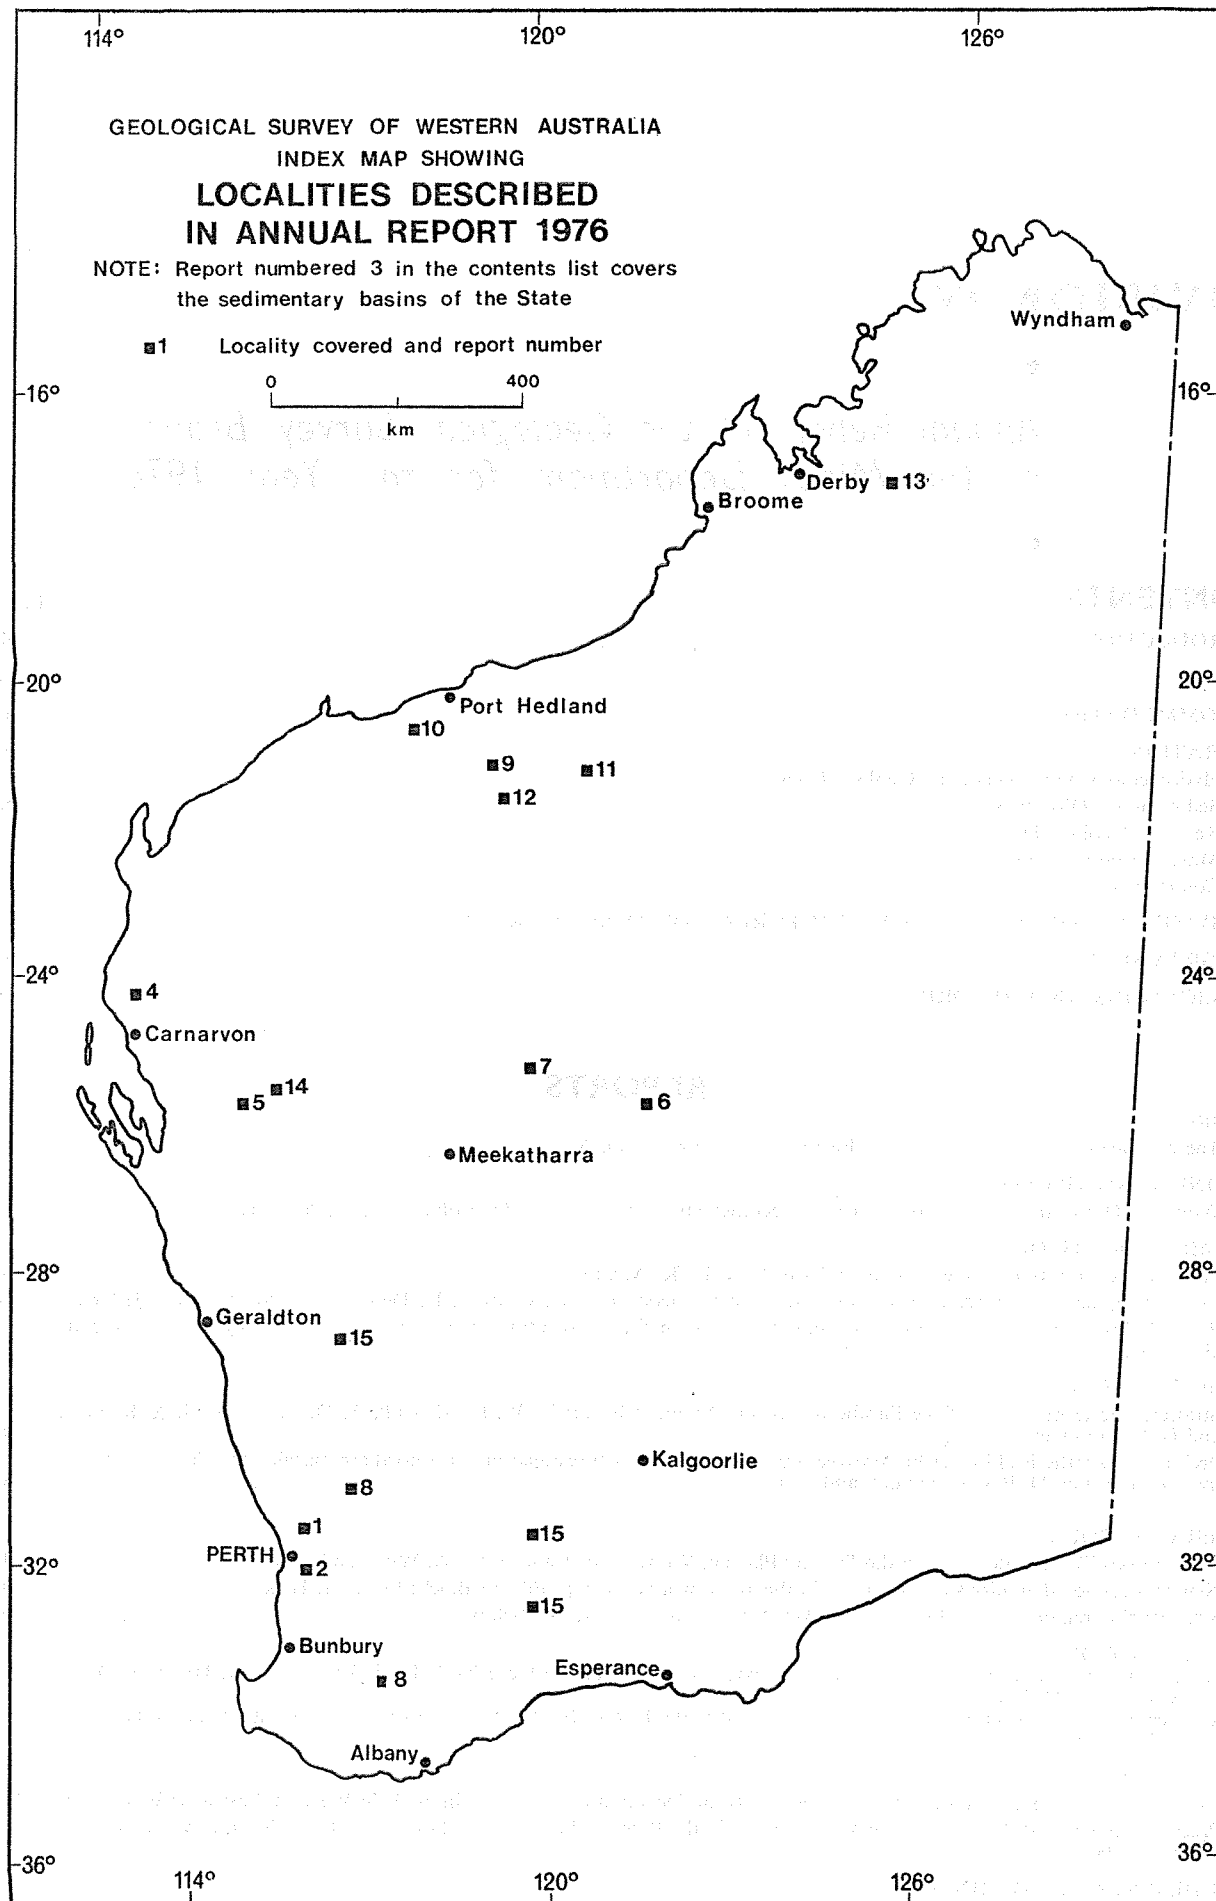 114° 120° 126°
GEOLOGICAL SURVEY OF WESTERN AUSTRALIA
INDEX MAP SHOWING
LOCALITIES DESCRIBED
IN ANNUAL REPORT 1976
NOTE: Report numbered 3 in the contents list covers
the sedimentary basins of the State
■1 Locality covered and report number
0 400
km
Wyndham
16° 16°
Derby
13
Broome
20° 20°
Port Hedland
10
9
11
12
24° 24°
4
Carnarvon
7
14
5
6
Meekatharra
28° 28°
Geraldton
15
Kalgoorlie
8
1
15
PERTH
32° 32°
2
15
Bunbury
Esperance
8
Albany
36° 36°
114° 120° 126°